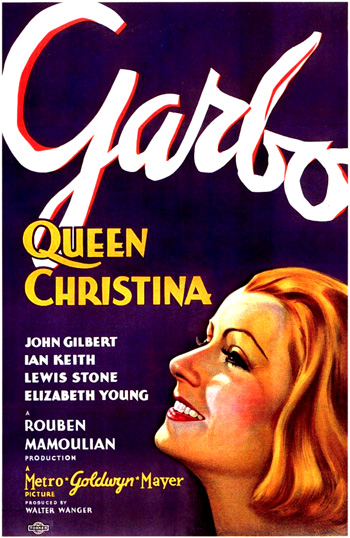 Garbo
QUEEN
CHRISTINA
JOHN GILBERT
IAN KEITH
LEWIS STONE
ELIZABETH YOUNG
A
ROUBEN
MAMOULIAN
PRODUCTION
A
Metro*Goldwyn*Mayer
PICTURE
PRODUCED BY
WALTER WANGER